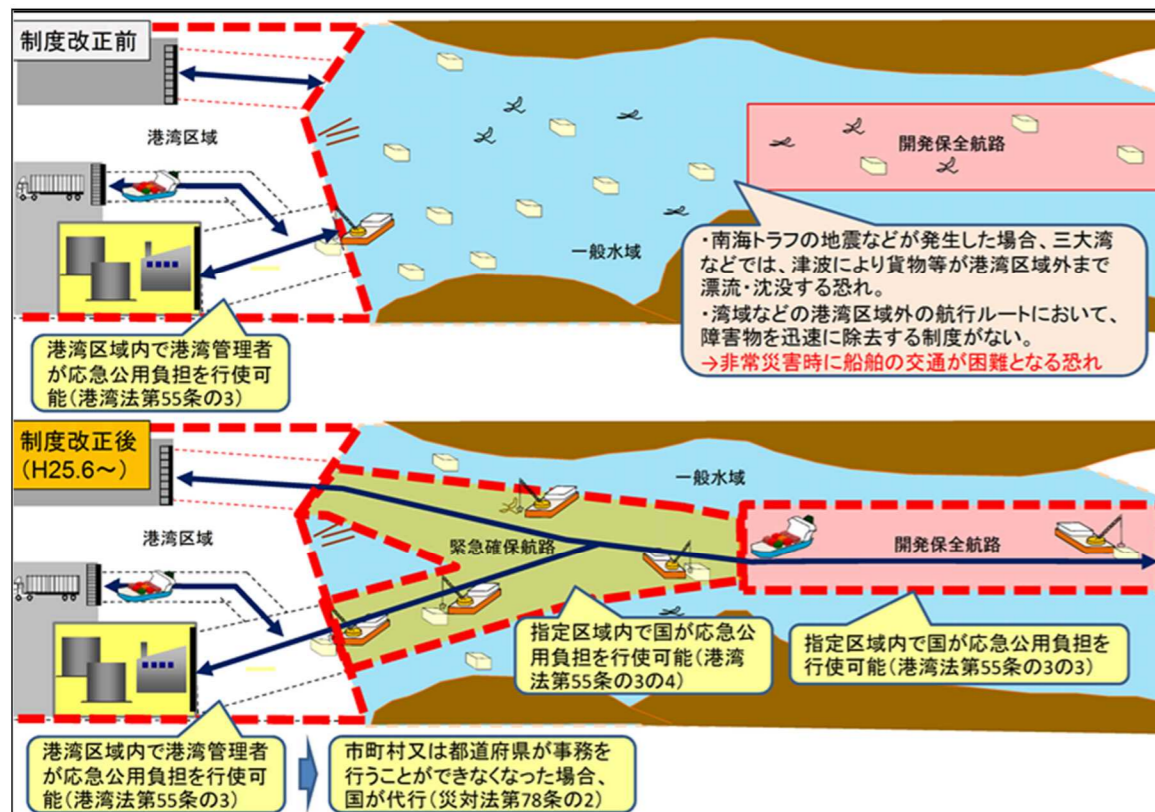 制度改正前
港湾区域
開発保全航路
一般水域
・南海トラフの地震などが発生した場合、三大湾
などでは、津波により貨物等が港湾区域外まで
漂流・沈没する恐れ。
・湾域などの港湾区域外の航行ルートにおいて、
障害物を迅速に除去する制度がない。
→非常災害時に船舶の交通が困難となる恐れ
港湾区域内で港湾管理者
が応急公用負担を行使可
能(港湾法第55条の3)
制度改正後
(H25.6～)
一般水域
港湾区域
緊急確保航路
開発保全航路
指定区域内で国が応急公
用負担を行使可能(港湾
法第55条の3の4)
指定区域内で国が応急公用負担を
行使可能(港湾法第55条の3の3)
港湾区域内で港湾管理者
が応急公用負担を行使可
能(港湾法第55条の3)
市町村又は都道府県が事務を
行うことができなくなった場合、
国が代行(災対法第78条の2)